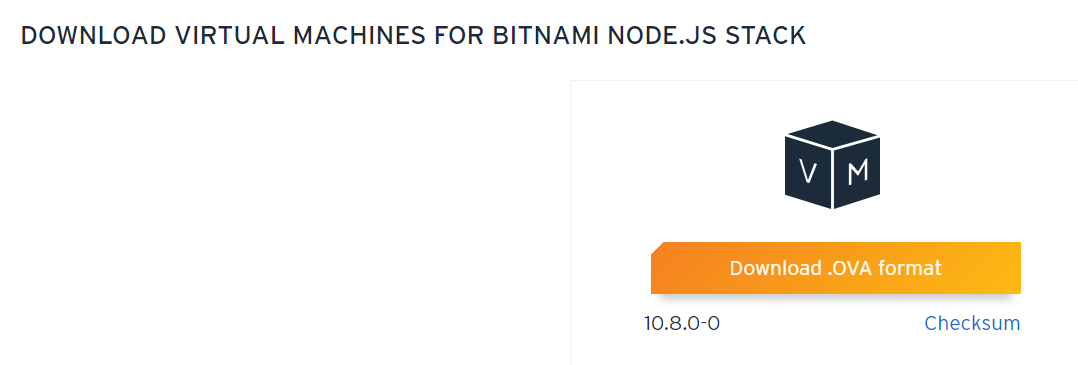 DOWNLOAD VIRTUAL MACHINES FOR BITNAMI NODE.JS STACK
V M
Download .OVA format
10.8.0-0 Checksum